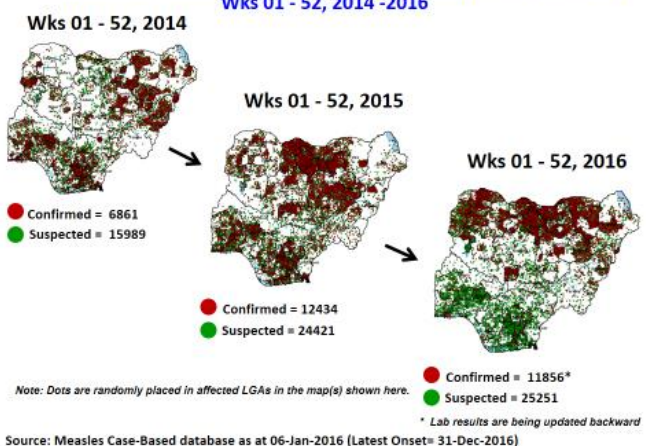 Wks 01 - 52, 2014 -2016
Wks 01 - 52, 2014
Confirmed = 6861
Suspected = 15989
Wks 01 - 52, 2015
Confirmed = 12434
Suspected = 24421
Wks 01 - 52, 2016
Confirmed = 11856*
Suspected = 25251
* Lab results are being updated backward
Note: Dots are randomly placed in affected LGAs in the map(s) shown here.
Source: Measles Case-Based database as at 06-Jan-2016 (Latest Onset= 31-Dec-2016)